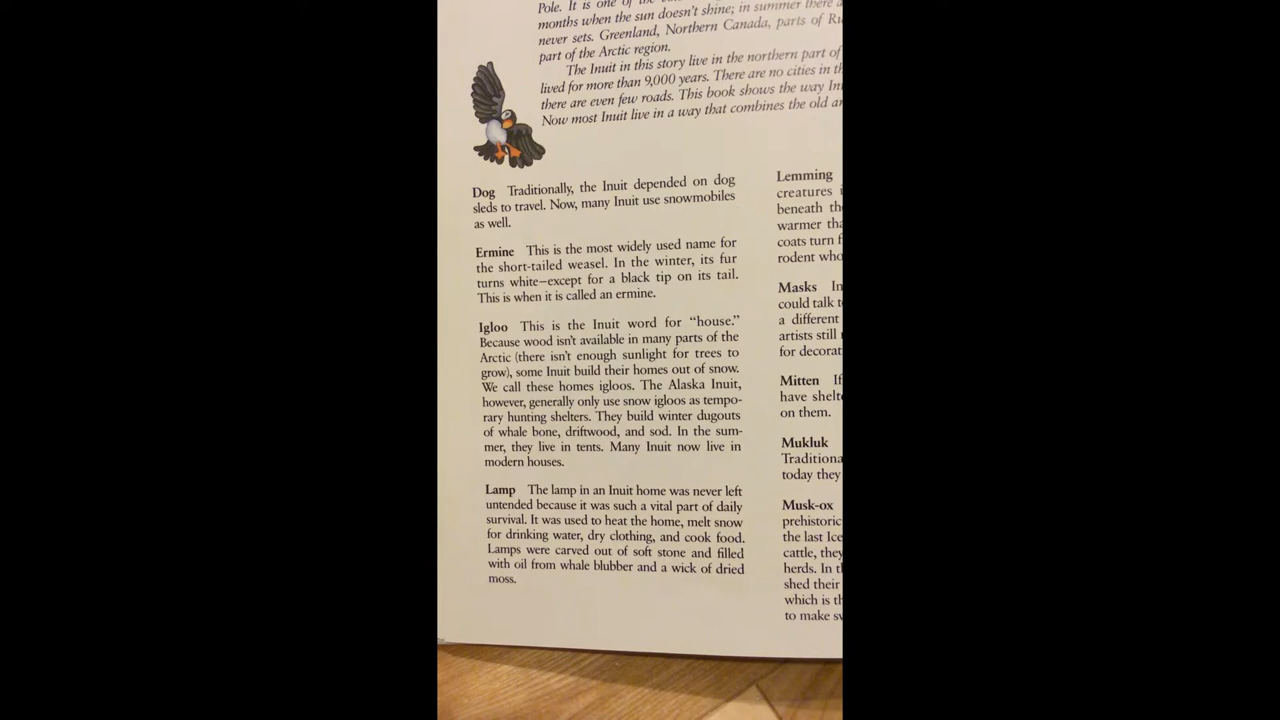 Pole. It is one of the
months when the sun doesn't shine; in summer there
never sets. Greenland, Northern Canada, parts of
part of the Arctic region.
The Inuit in this story live in the northern part of
lived for more than 9,000 years. There are no cities in
there are even few roads. This book shows the way
Now most Inuit live in a way that combines the old
Dog Traditionally, the Inuit depended on dog
sleds to travel. Now, many Inuit use snowmobiles
as well.
Ermine This is the most widely used name for
the short-tailed weasel. In the winter, its fur
turns white—except for a black tip on its tail.
This is when it is called an ermine.
Igloo This is the Inuit word for “house.”
Because wood isn't available in many parts of the
Arctic (there isn't enough sunlight for trees to
grow), some Inuit build their homes out of snow.
We call these homes igloos. The Alaska Inuit,
however, generally only use snow igloos as tempo-
rary hunting shelters. They build winter dugouts
of whale bone, driftwood, and sod. In the sum-
mer, they live in tents. Many Inuit now live in
modern houses.
Lamp The lamp in an Inuit home was never left
untended because it was such a vital part of daily
survival. It was used to heat the home, melt snow
for drinking water, dry clothing, and cook food.
Lamps were carved out of soft stone and filled
with oil from whale blubber and a wick of dried
moss.
Lemming
creatures
beneath
warmer
coats turn
rodent
Masks
could talk
a different
artists still
for
Mitten If
have
on them.
Mukluk
today they
Musk-ox
prehistoric
the last Ice
cattle, they
herds. In
shed their
which is
to make